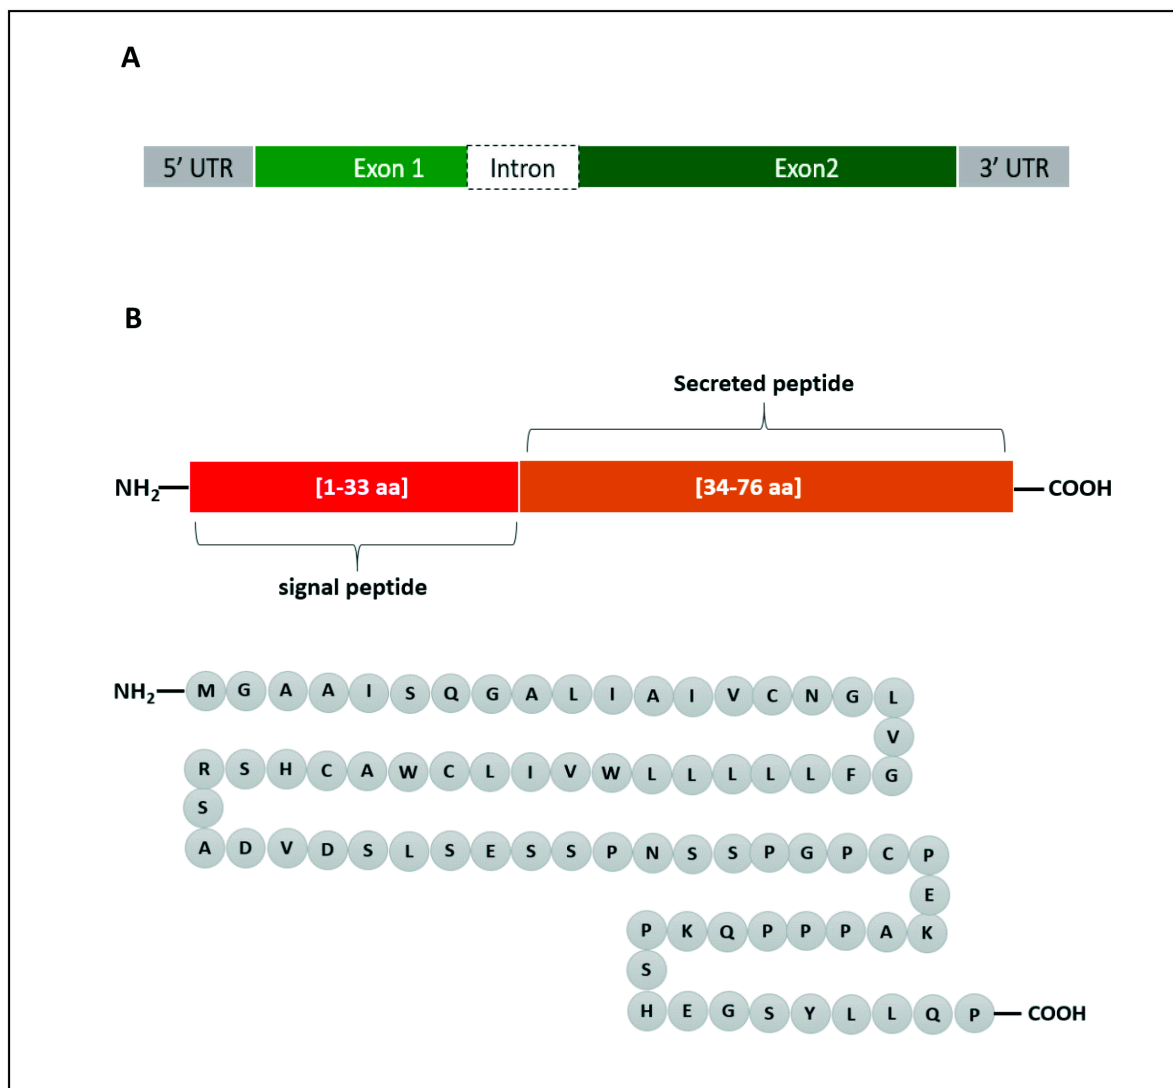 A
5' UTR Exon 1 Intron Exon2 3' UTR
B
Secreted peptide
NH2 [1-33 aa] [34-76 aa] COOH
signal peptide
NH2 M G A A I S Q G A L I A I V C N G L
V
R S H C A W C L I V W L L L L L F G
S
A D V D S L S E S S P N S S P G P C P
E
P K Q P P P A K
S
H E G S Y L L Q P COOH